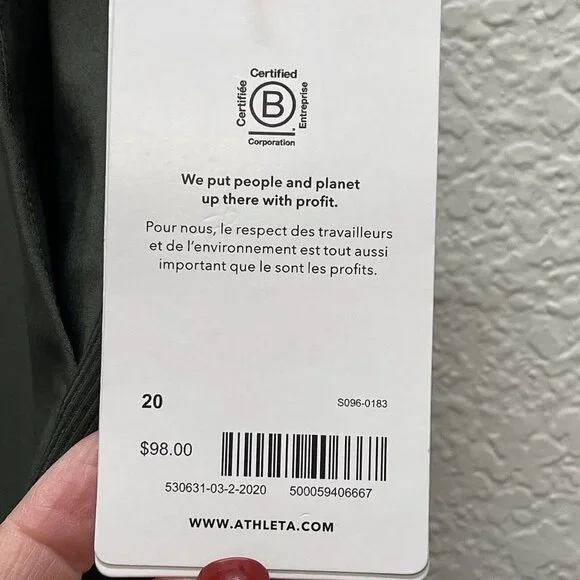 Certified
Certifiée
B
Entreprise
Corporation
We put people and planet
up there with profit.
Pour nous, le respect des travailleurs
et de l'environnement est tout aussi
important que le sont les profits.
20 S096-0183
$98.00
530631-03-2-2020 500059406667
WWW.ATHLETA.COM